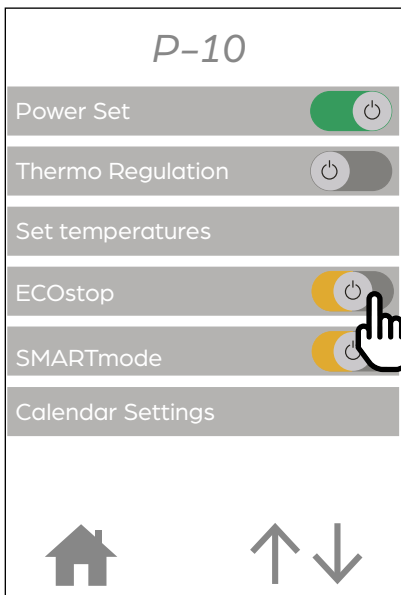 P-10
Power Set
Thermo Regulation
Set temperatures
ECOstop
SMARTmode
Calendar Settings